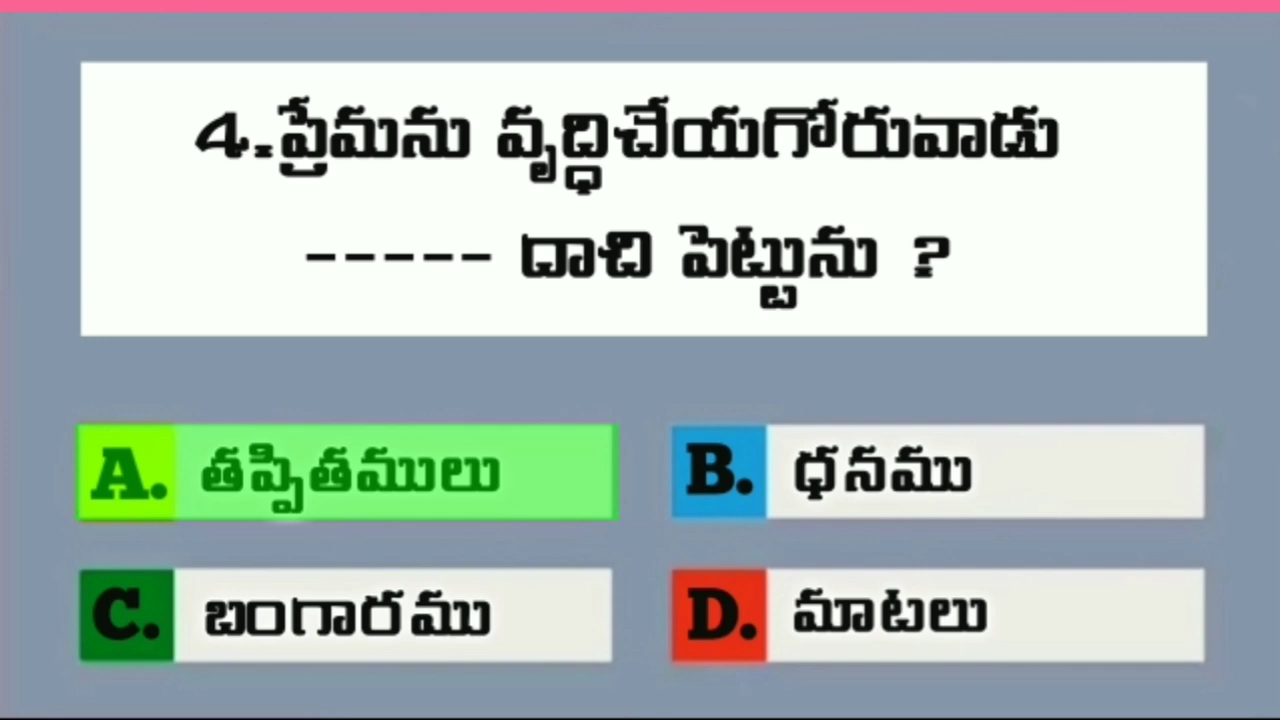 4.ప్రేమను వృద్ధిచేయగోరువాడు
----- దాచి పెట్టును ?
A. తప్పితములు
B. ధనము
C. బంగారము
D. మాటలు